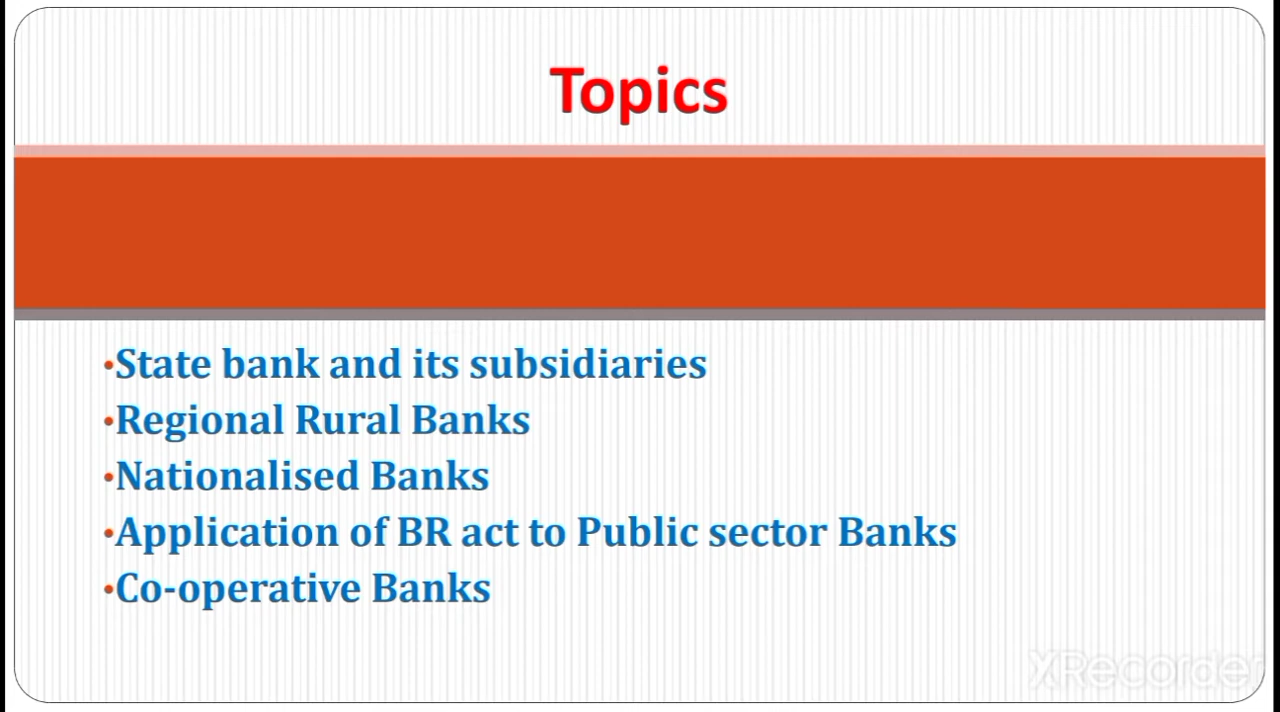 Topics
•State bank and its subsidiaries
•Regional Rural Banks
•Nationalised Banks
•Application of BR act to Public sector Banks
•Co-operative Banks
XRecorder